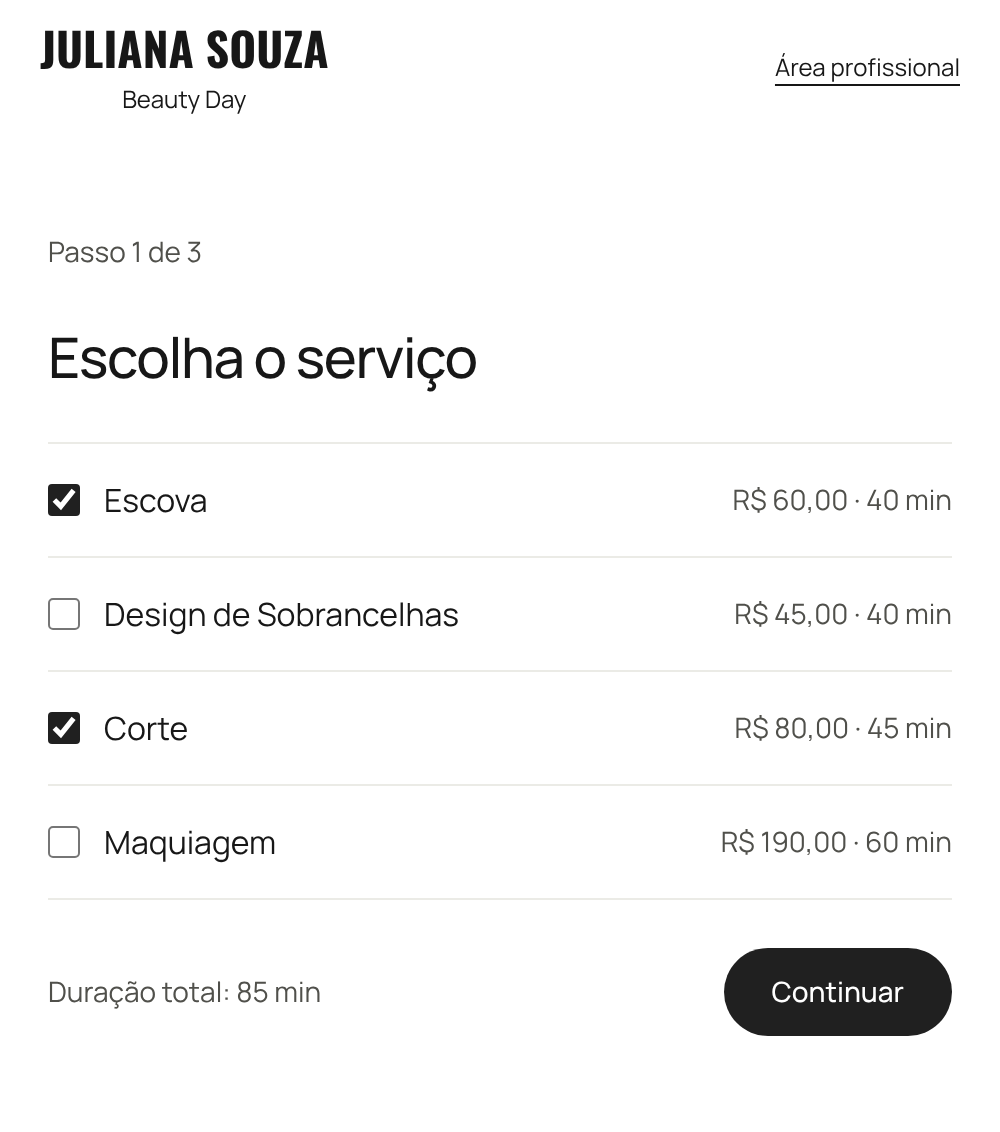 JULIANA SOUZA
Beauty Day
Área profissional
Passo 1 de 3
Escolha o serviço
Escova R$ 60,00 · 40 min
Design de Sobrancelhas R$ 45,00 · 40 min
Corte R$ 80,00 · 45 min
Maquiagem R$ 190,00 · 60 min
Duração total: 85 min Continuar